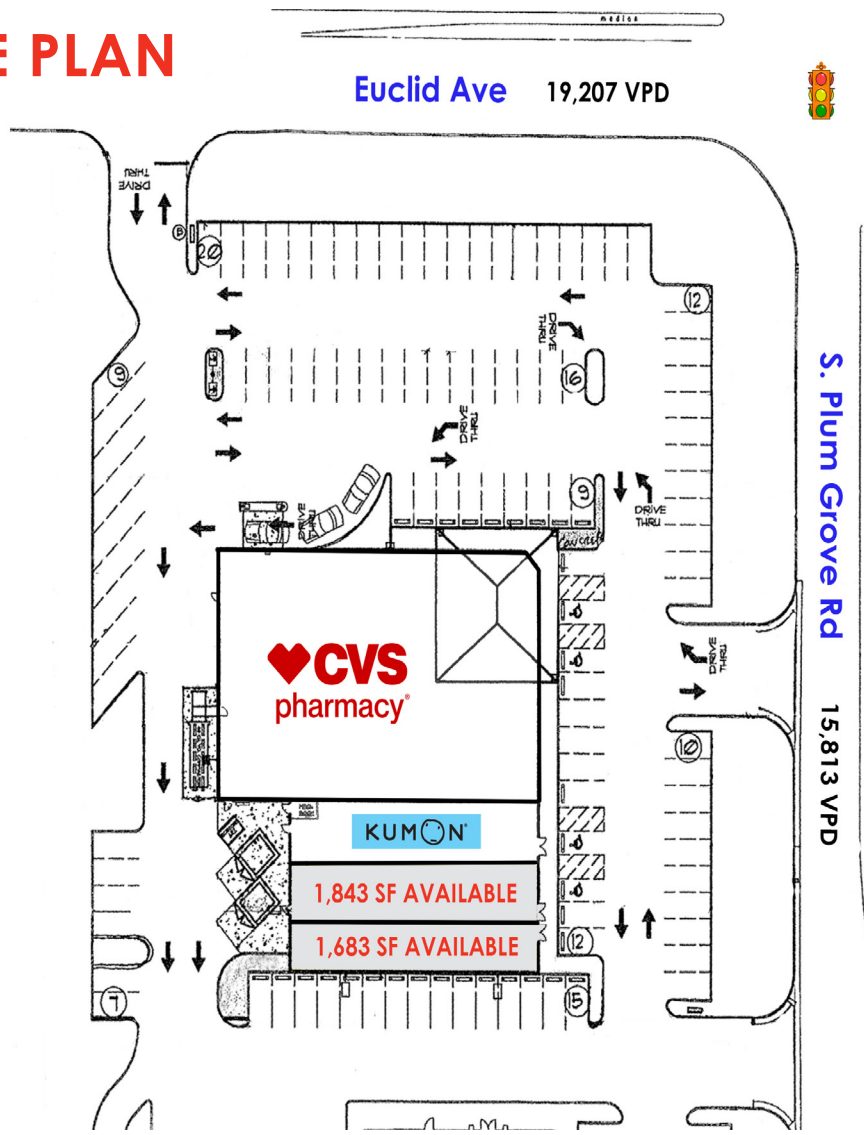 median
E PLAN
Euclid Ave 19,207 VPD
DRIVE
THRU
B
20
12
DRIVE
THRU
9
16
S. Plum Grove Rd 15,813 VPD
DRIVE
THRU
9
DRIVE
THRU
DRIVE
THRU
DRIVE
THRU
CVS
pharmacy
10
KUMON
1,843 SF AVAILABLE
1,683 SF AVAILABLE
12
15
7